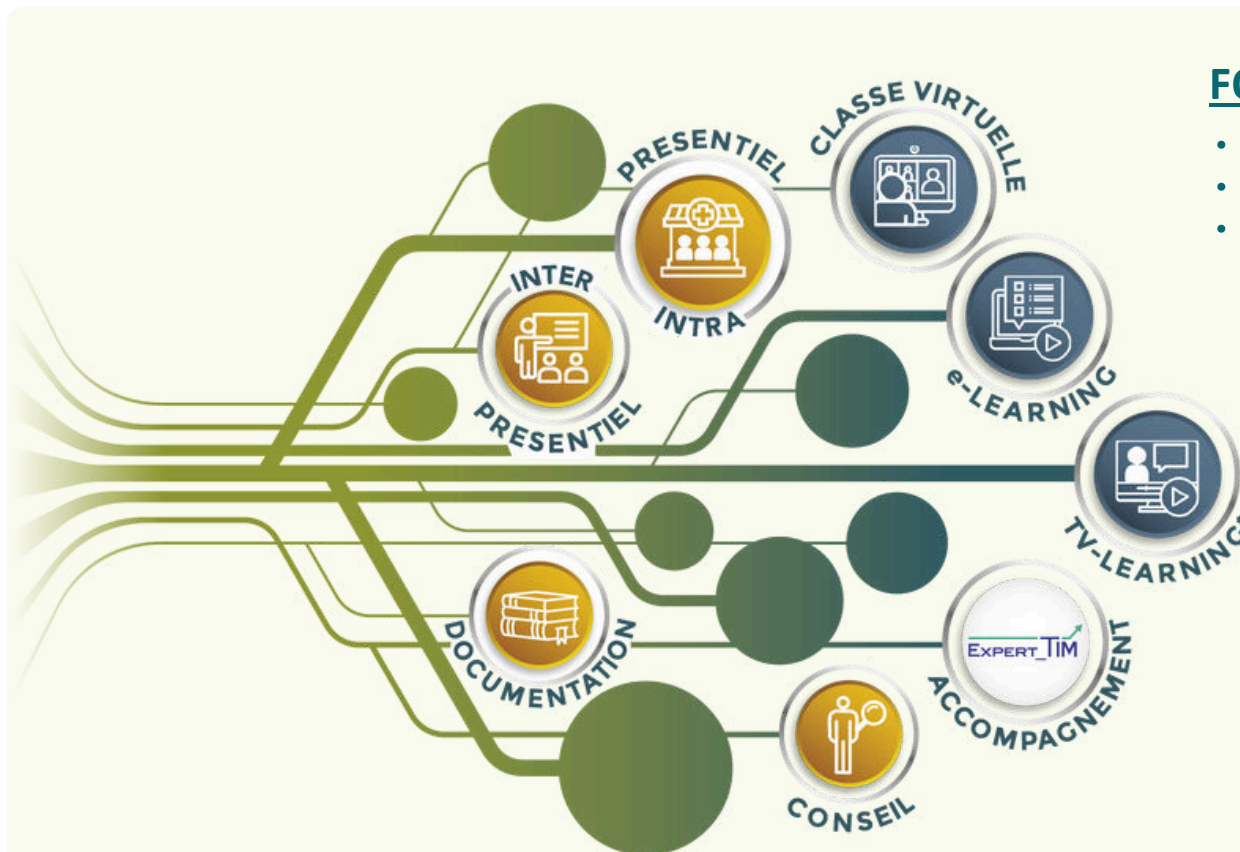 CLASSE VIRTUELLE
PRESENTIEL
INTRA
INTER
PRESENTIEL
e-LEARNING
TV-LEARNING
DOCUMENTATION
EXPERT_TIM
ACCOMPAGNEMENT
CONSEIL